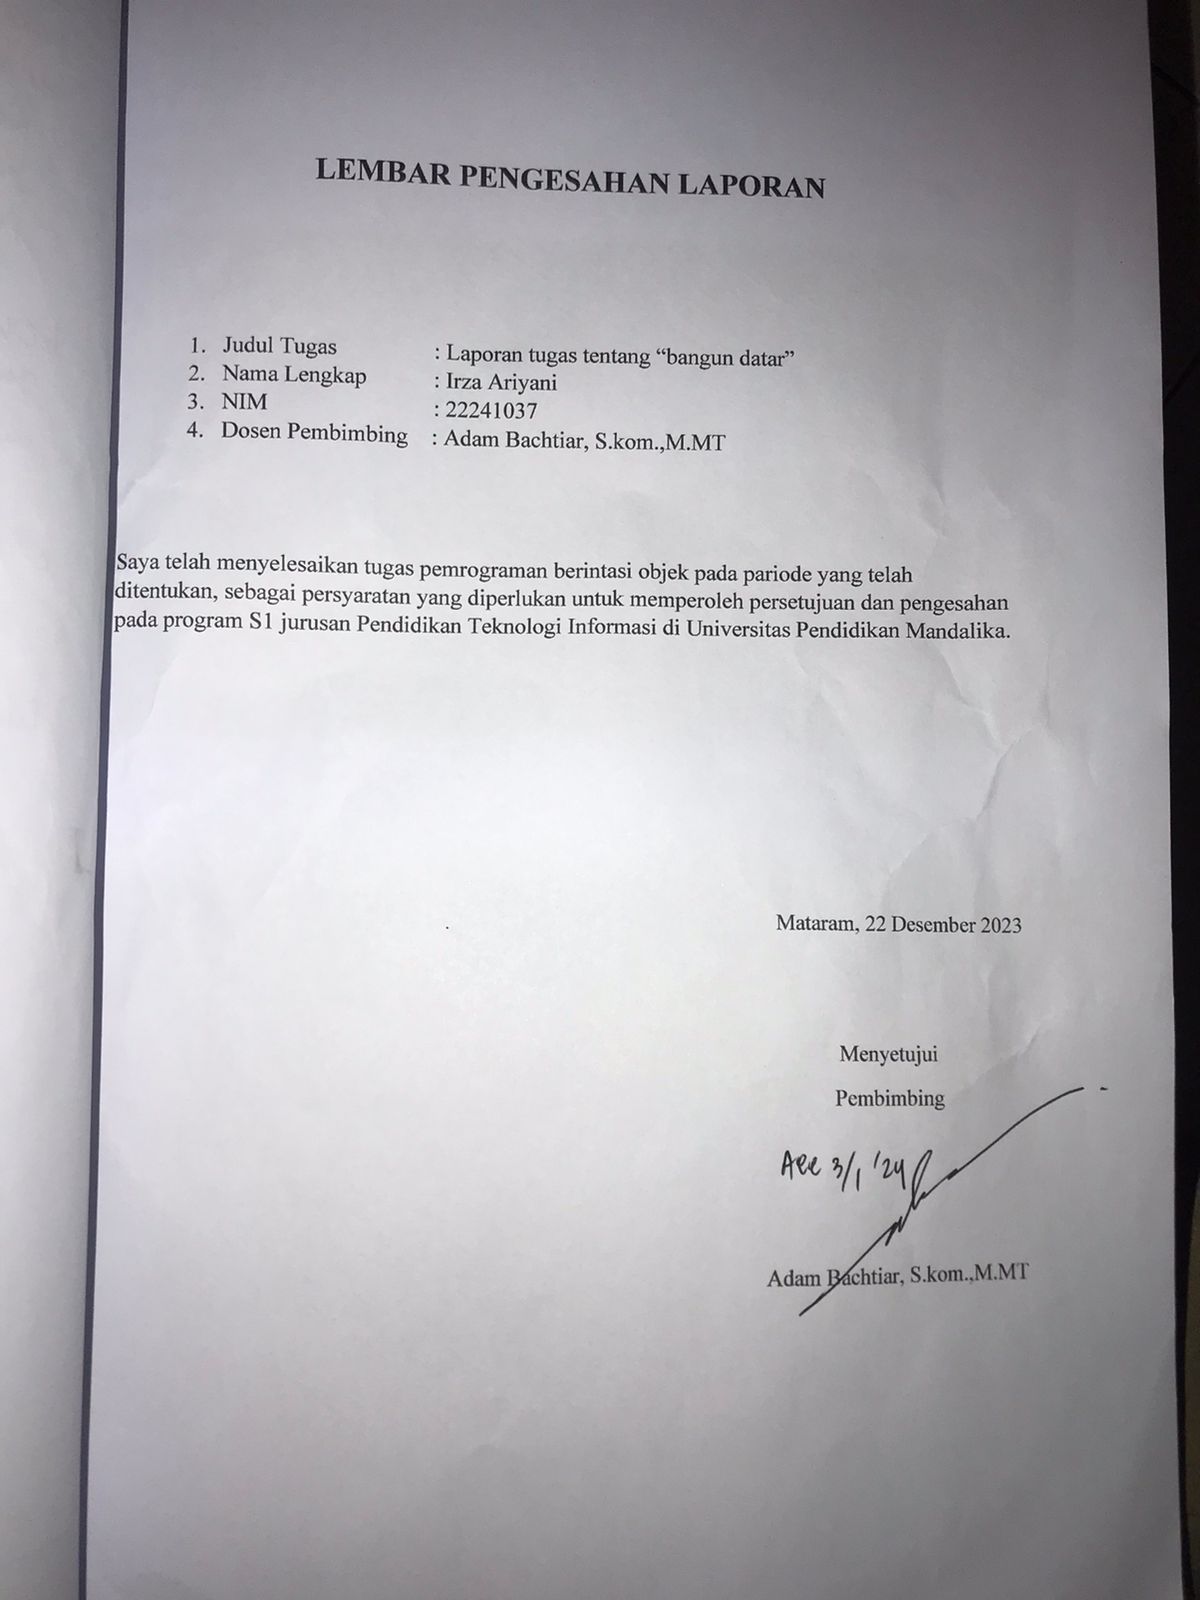 LEMBAR PENGESAHAN LAPORAN
1. Judul Tugas : Laporan tugas tentang “bangun datar”
2. Nama Lengkap : Irza Ariyani
3. NIM : 22241037
4. Dosen Pembimbing : Adam Bachtiar, S.kom.,M.MT
Saya telah menyelesaikan tugas pemrograman berintasi objek pada pariode yang telah
ditentukan, sebagai persyaratan yang diperlukan untuk memperoleh persetujuan dan pengesahan
pada program S1 jurusan Pendidikan Teknologi Informasi di Universitas Pendidikan Mandalika.
Mataram, 22 Desember 2023
Menyetujui
Pembimbing
Acc 3/1 '24
Adam Bachtiar, S.kom.,M.MT